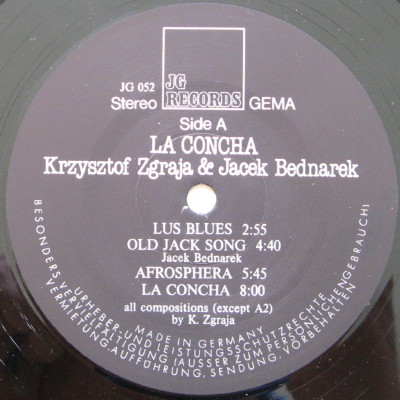 JG 052
JG
RECORDS
Stereo
GEMA
Side A
LA CONCHA
Krzysztof Zgraja & Jacek Bednarek
LUS BLUES 2:55
OLD JACK SONG 4:40
Jacek Bednarek
AFROSPHERA 5:45
LA CONCHA 8:00
all compositions (except A2)
by K. Zgraja
...MADE IN GERMANY
URHEBER- UND LEISTUNGSSCHUTZRECHTE
BESONDERS VERVIELFÄLTIGUNG (AUSSER ZUM PERSÖNLICHEN GEBRAUCH)
VERMIETUNG, AUFFÜHRUNG, SENDUNG, VORBEHALTEN